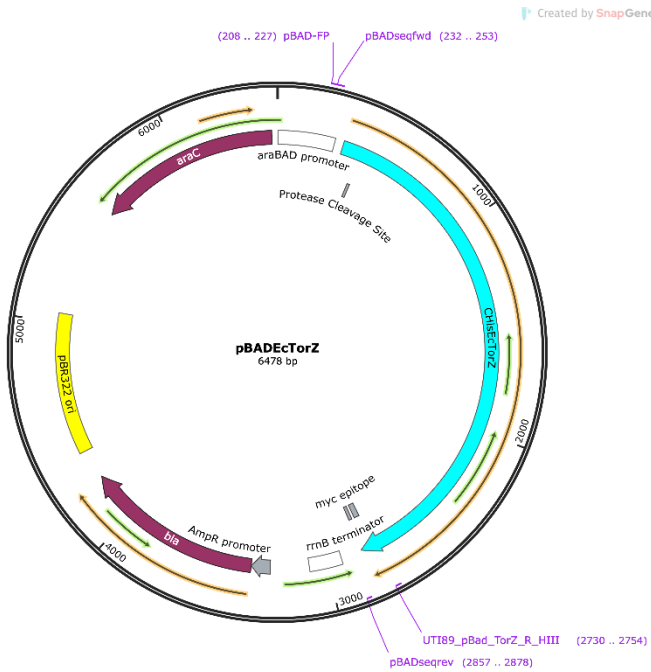 Created by SnapGene
(208 .. 227) pBAD-FP
pBADseqfwd (232 .. 253)
6000
araC
araBAD promoter
1000
Protease Cleavage Site
5000
CHisEcTorZ
pBADEcTorZ
6478 bp
pBR322 ori
2000
myc epitope
AmpR promoter
rrnB terminator
bla
4000
3000
UTI89_pBad_TorZ_R_HIII (2730 .. 2754)
pBADseqrev (2857 .. 2878)